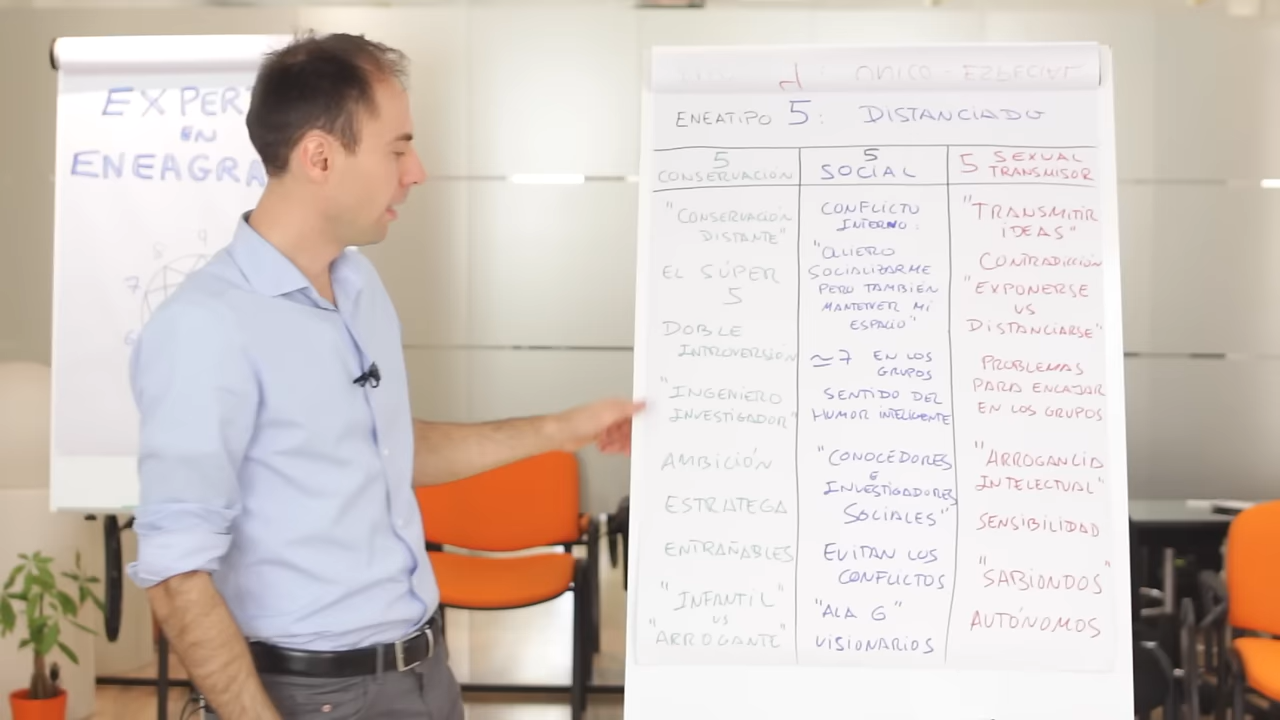 EXPERT
EN
ENEAGRA
ÚNICO - ESPECIAL
ENEATIPO 5: DISTANCIADO
5
CONSERVACIÓN
"CONSERVACIÓN
DISTANTE"
EL SÚPER
5
DOBLE
INTROVERSIÓN
"INGENIERO
INVESTIGADOR"
AMBICIÓN
ESTRATEGA
ENTRAÑABLES
"INFANTIL"
VS
"ARROGANTE"
5
SOCIAL
CONFLICTO
INTERNO:
"QUIERO
SOCIALIZARME
PERO TAMBIÉN
MANTENER MI
ESPACIO"
≃7 EN LOS
GRUPOS
SENTIDO DEL
HUMOR INTELIGENTE
"CONOCEDORES
E
INVESTIGADORES
SOCIALES"
EVITAN LOS
CONFLICTOS
"ALA 6"
VISIONARIOS
5 SEXUAL
TRANSMISOR
"TRANSMITIR
IDEAS"
CONTRADICCIÓN
"EXPONERSE
VS
DISTANCIARSE"
PROBLEMAS
PARA ENCAJAR
EN LOS GRUPOS
"ARROGANCIA
INTELECTUAL"
SENSIBILIDAD
"SABIONDOS"
AUTÓNOMOS